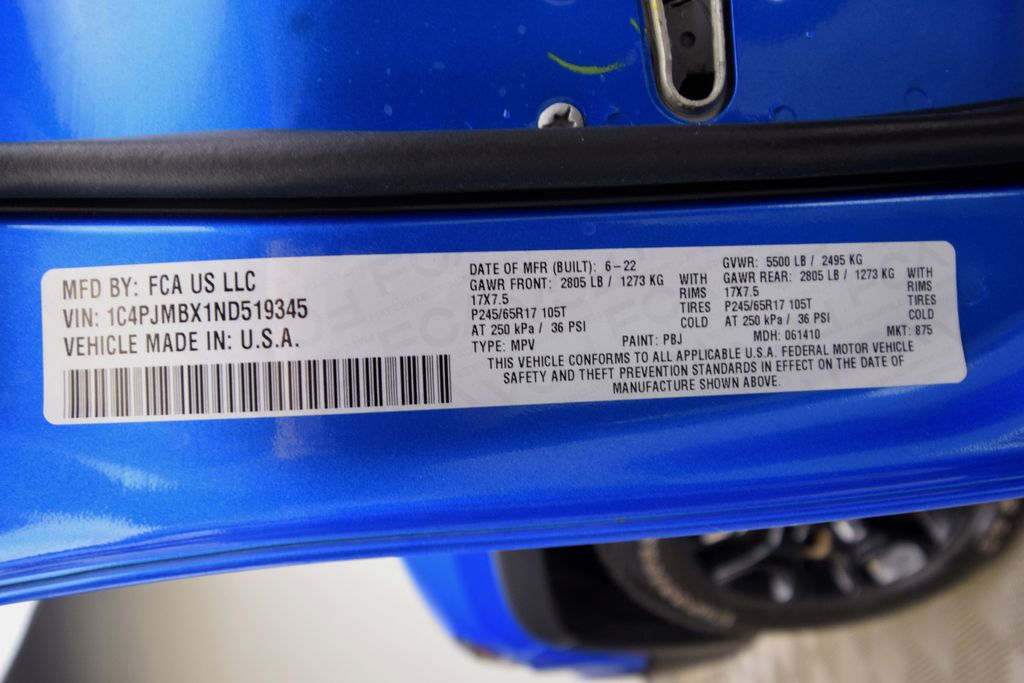 MFD BY: FCA US LLC
VIN: 1C4PJMBX1ND519345
VEHICLE MADE IN: U.S.A.
DATE OF MFR (BUILT): 6-22
GAWR FRONT: 2805 LB / 1273 KG WITH
17X7.5 RIMS
P245/65R17 105T TIRES
AT 250 kPa / 36 PSI COLD
TYPE: MPV PAINT: PBJ
GVWR: 5500 LB / 2495 KG
GAWR REAR: 2805 LB / 1273 KG WITH
17X7.5 RIMS
P245/65R17 105T TIRES
AT 250 kPa / 36 PSI COLD
MDH: 061410 MKT: 875
THIS VEHICLE CONFORMS TO ALL APPLICABLE U.S.A. FEDERAL MOTOR VEHICLE
SAFETY AND THEFT PREVENTION STANDARDS IN EFFECT ON THE DATE OF
MANUFACTURE SHOWN ABOVE.